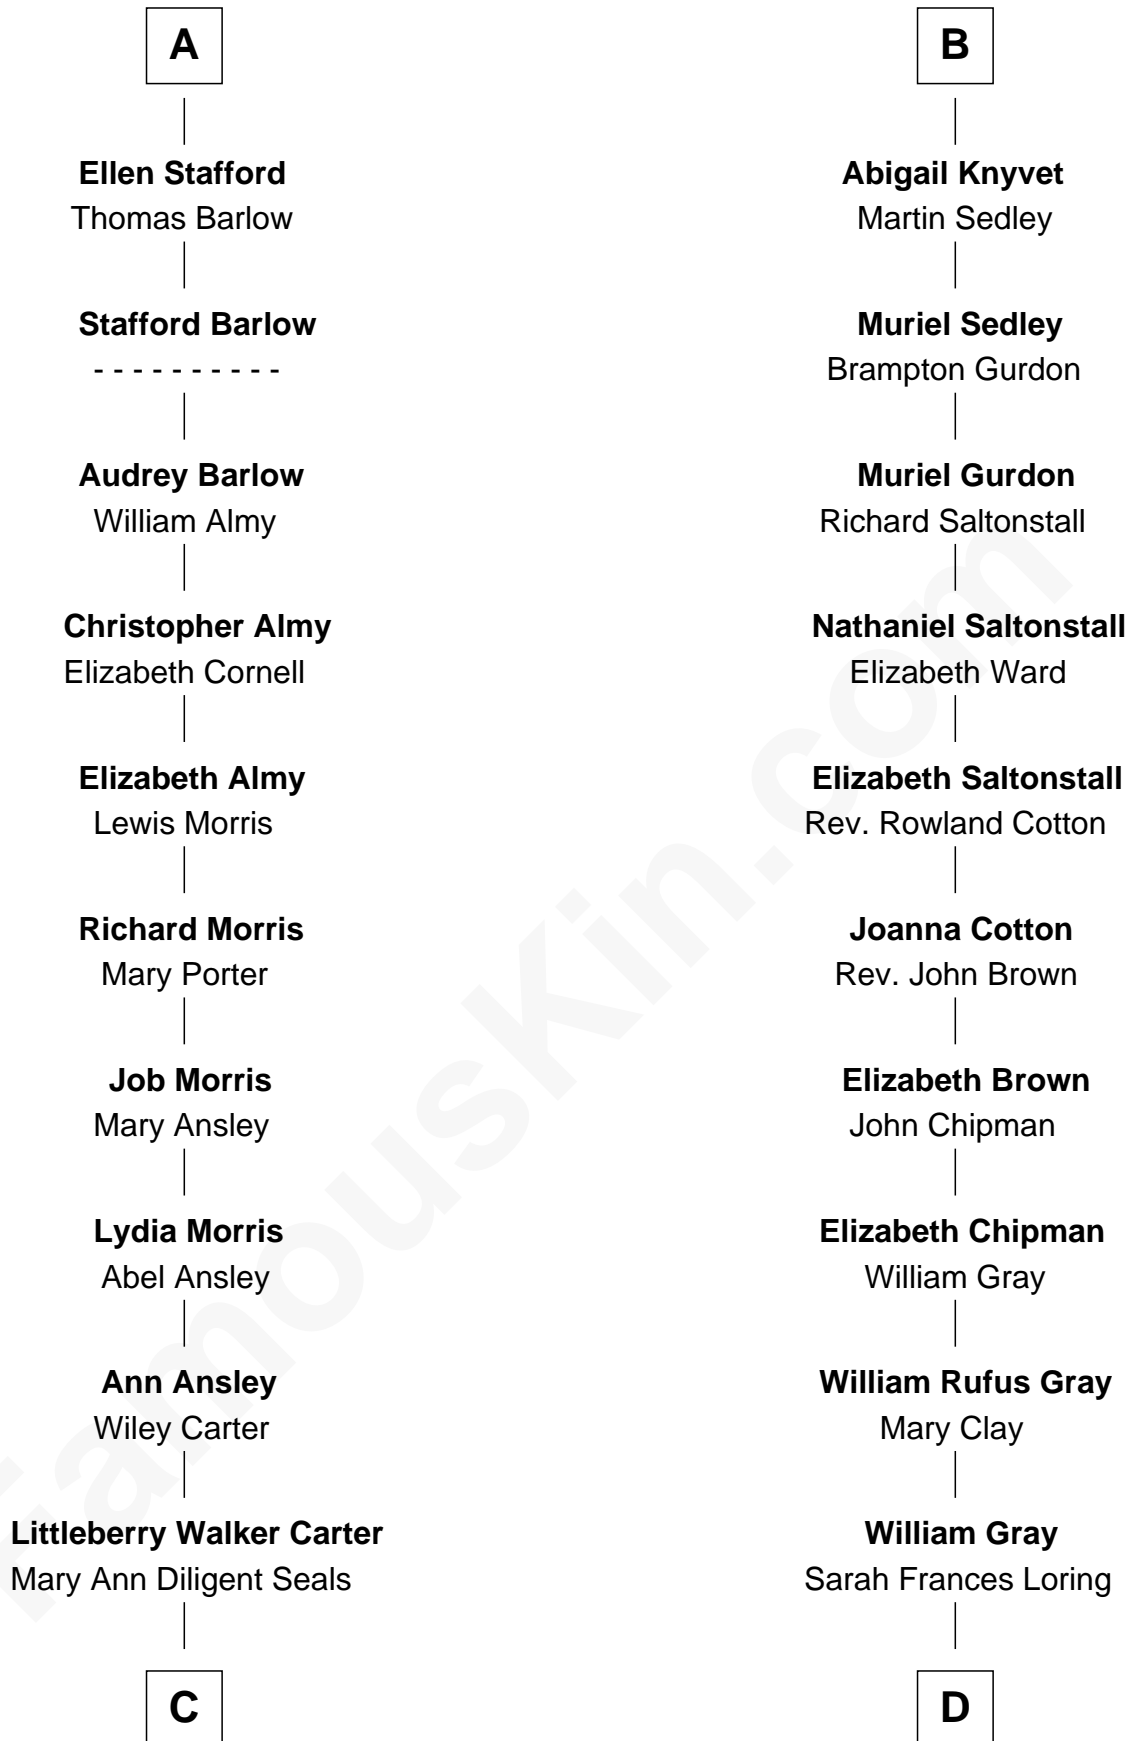 A
Ellen Stafford
Thomas Barlow
Stafford Barlow
- - - - - - - - - -
Audrey Barlow
William Almy
Christopher Almy
Elizabeth Cornell
Elizabeth Almy
Lewis Morris
Richard Morris
Mary Porter
Job Morris
Mary Ansley
Lydia Morris
Abel Ansley
Ann Ansley
Wiley Carter
Littleberry Walker Carter
Mary Ann Diligent Seals
C
B
Abigail Knyvet
Martin Sedley
Muriel Sedley
Brampton Gurdon
Muriel Gurdon
Richard Saltonstall
Nathaniel Saltonstall
Elizabeth Ward
Elizabeth Saltonstall
Rev. Rowland Cotton
Joanna Cotton
Rev. John Brown
Elizabeth Brown
John Chipman
Elizabeth Chipman
William Gray
William Rufus Gray
Mary Clay
William Gray
Sarah Frances Loring
D
FamousKin.com